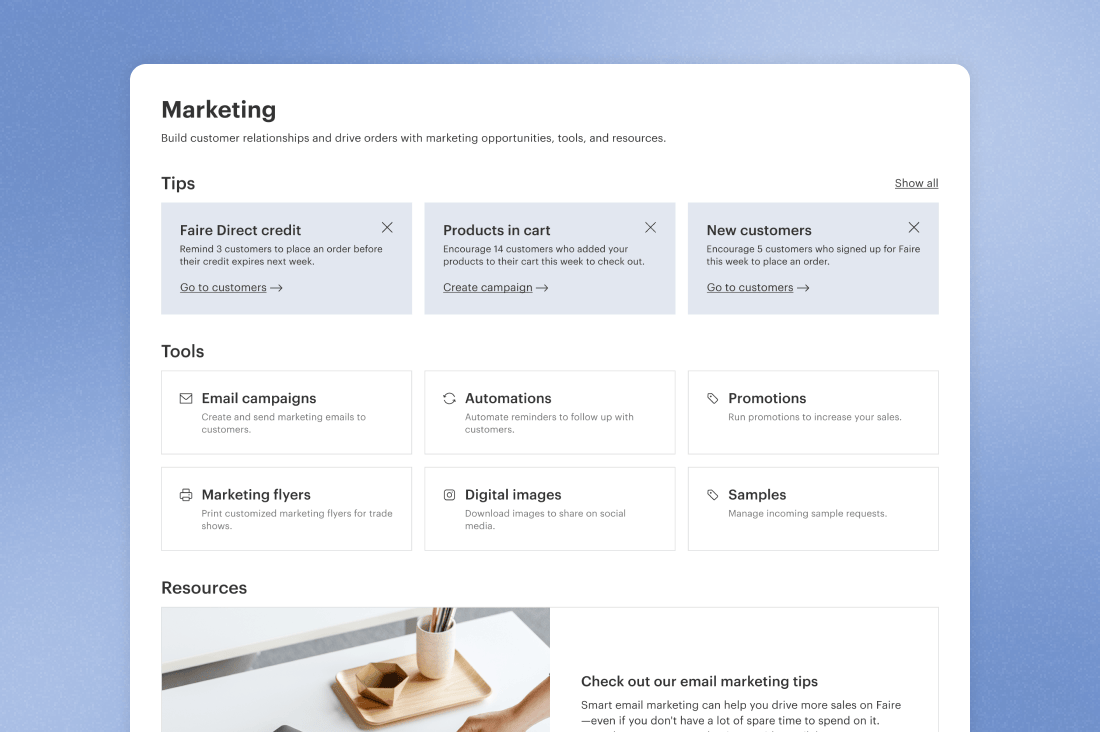 Marketing
Build customer relationships and drive orders with marketing opportunities, tools, and resources.
Tips
Show all
Faire Direct credit
Remind 3 customers to place an order before
their credit expires next week.
Go to customers
Products in cart
Encourage 14 customers who added your
products to their cart this week to check out.
Create campaign
New customers
Encourage 5 customers who signed up for Faire
this week to place an order.
Go to customers
Tools
Email campaigns
Create and send marketing emails to
customers.
Automations
Automate reminders to follow up with
customers.
Promotions
Run promotions to increase your sales.
Marketing flyers
Print customized marketing flyers for trade
shows.
Digital images
Download images to share on social
media.
Samples
Manage incoming sample requests.
Resources
Check out our email marketing tips
Smart email marketing can help you drive more sales on Faire
—even if you don't have a lot of spare time to spend on it.